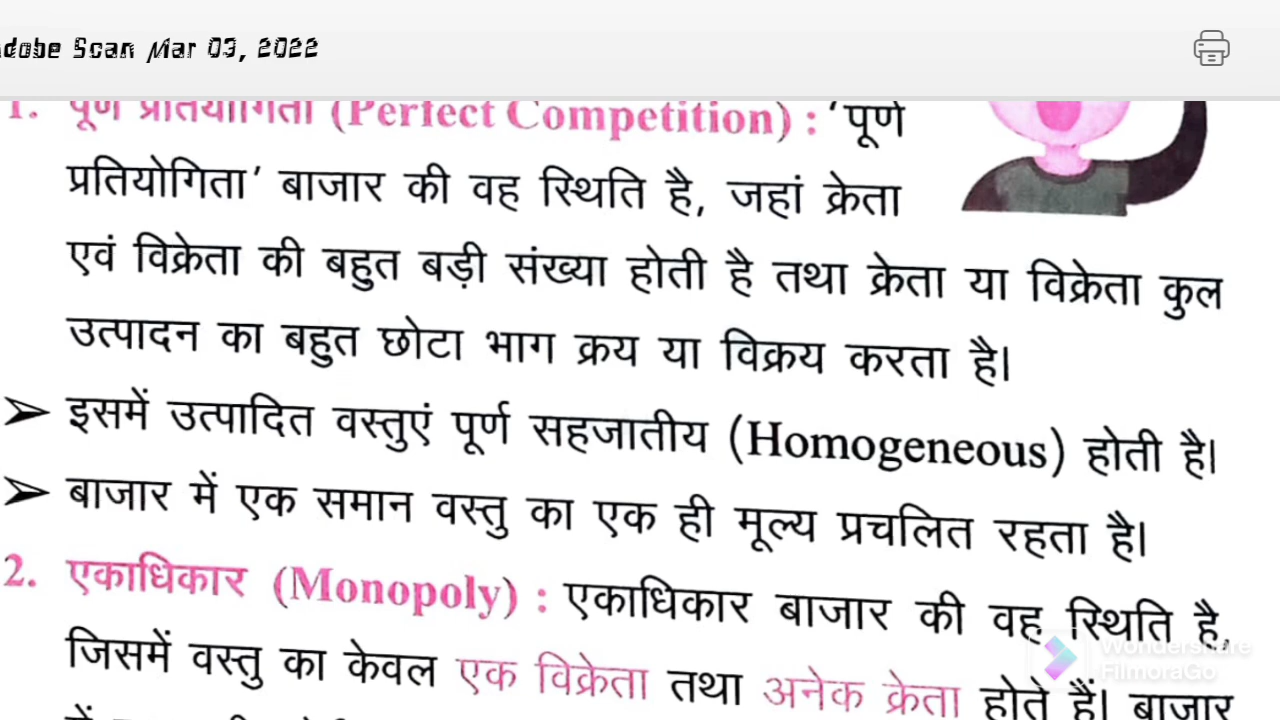 dobe Scan Mar 03, 2022
1. पूर्ण प्रतियोगिता (Perfect Competition) : 'पूर्ण
प्रतियोगिता' बाजार की वह स्थिति है, जहां क्रेता
एवं विक्रेता की बहुत बड़ी संख्या होती है तथा क्रेता या विक्रेता कुल
उत्पादन का बहुत छोटा भाग क्रय या विक्रय करता है।
➢ इसमें उत्पादित वस्तुएं पूर्ण सहजातीय (Homogeneous) होती है।
➢ बाजार में एक समान वस्तु का एक ही मूल्य प्रचलित रहता है।
2. एकाधिकार (Monopoly) : एकाधिकार बाजार की वह स्थिति है,
जिसमें वस्तु का केवल एक विक्रेता तथा अनेक क्रेता होते हैं। बाजार
Wondershare
FilmoraGo